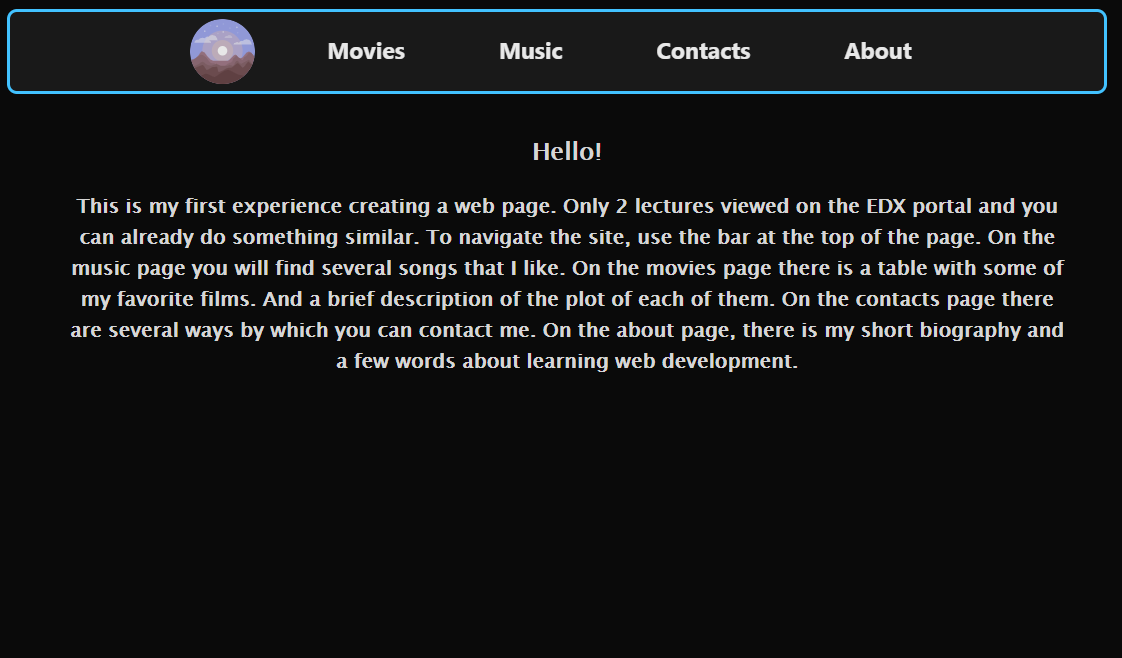 Movies Music Contacts About
Hello!
This is my first experience creating a web page. Only 2 lectures viewed on the EDX portal and you
can already do something similar. To navigate the site, use the bar at the top of the page. On the
music page you will find several songs that I like. On the movies page there is a table with some of
my favorite films. And a brief description of the plot of each of them. On the contacts page there
are several ways by which you can contact me. On the about page, there is my short biography and
a few words about learning web development.